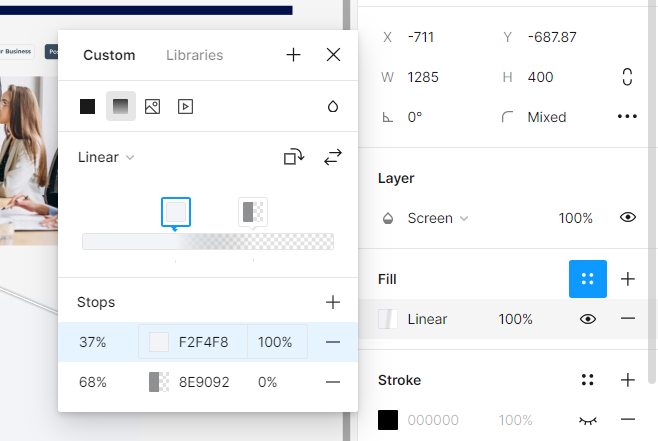 r Business
Custom Libraries
Linear
Stops
37% F2F4F8 100%
68% 8E9092 0%
X -711 Y -687.87
W 1285 H 400
0° Mixed
Layer
Screen 100%
Fill
Linear 100%
Stroke
000000 100%